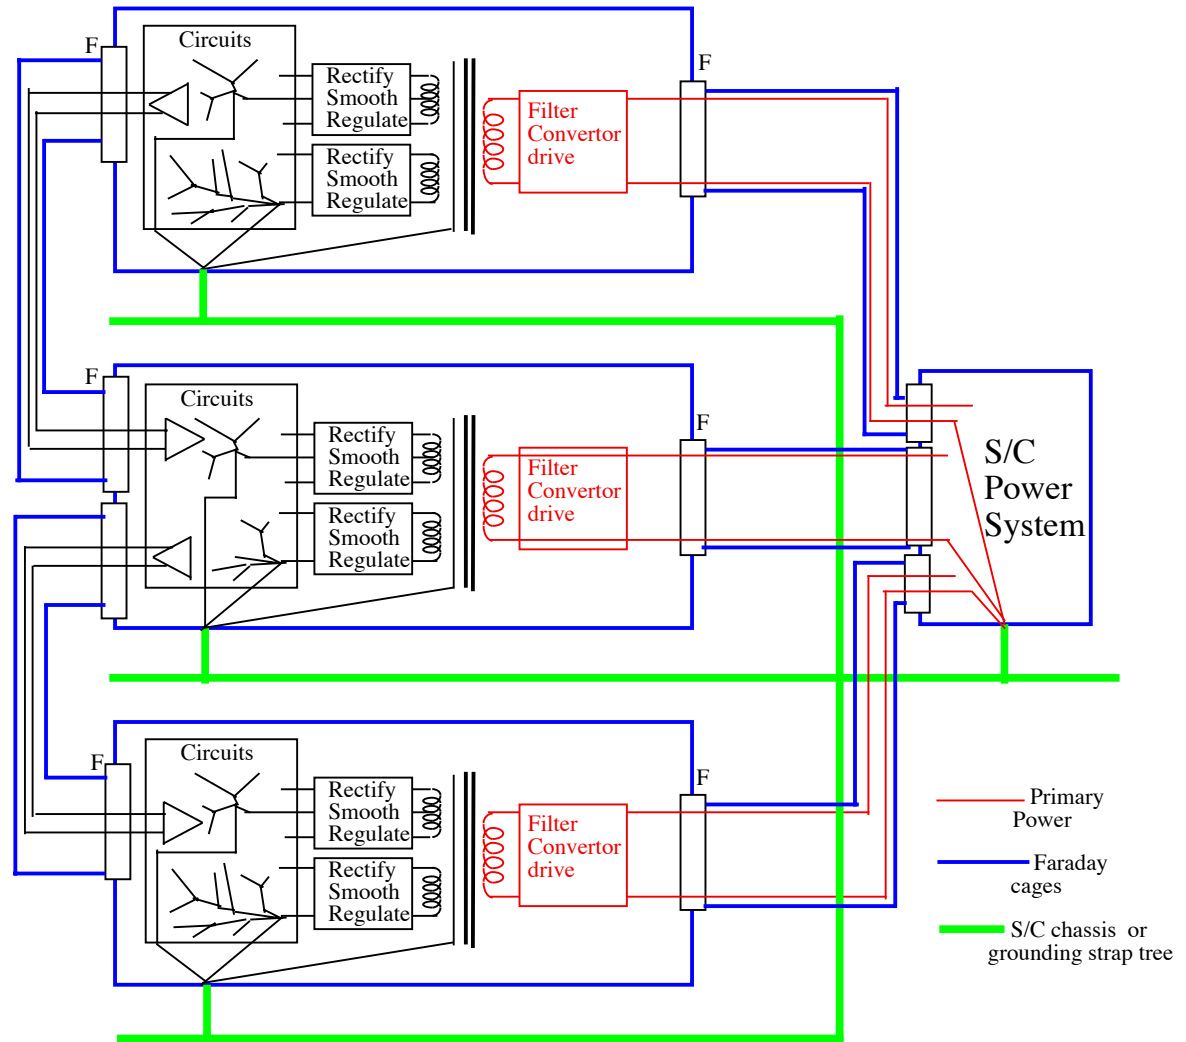 F
Circuits
Rectify
Smooth
Regulate
Rectify
Smooth
Regulate
Filter
Convertor
drive
F
F
Circuits
Rectify
Smooth
Regulate
Rectify
Smooth
Regulate
Filter
Convertor
drive
F
S/C
Power
System
F
Circuits
Rectify
Smooth
Regulate
Rectify
Smooth
Regulate
Filter
Convertor
drive
F
Primary
Power
Faraday
cages
S/C chassis or
grounding strap tree